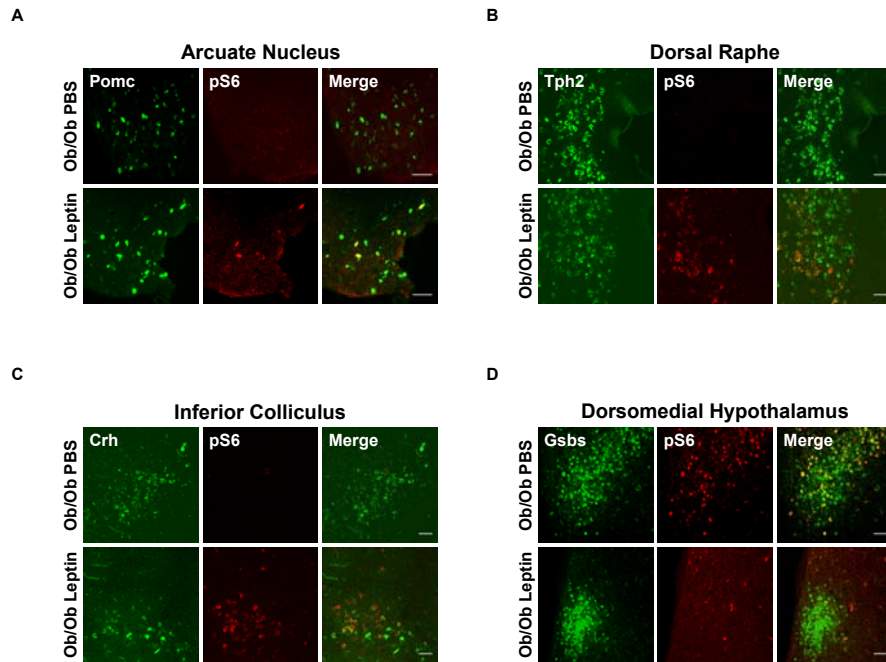 A
Arcuate Nucleus
Ob/Ob PBS
Pomc
pS6
Merge
Ob/Ob Leptin
B
Dorsal Raphe
Ob/Ob PBS
Tph2
pS6
Merge
Ob/Ob Leptin
C
Inferior Colliculus
Ob/Ob PBS
Crh
pS6
Merge
Ob/Ob Leptin
D
Dorsomedial Hypothalamus
Ob/Ob PBS
Gsbs
pS6
Merge
Ob/Ob Leptin